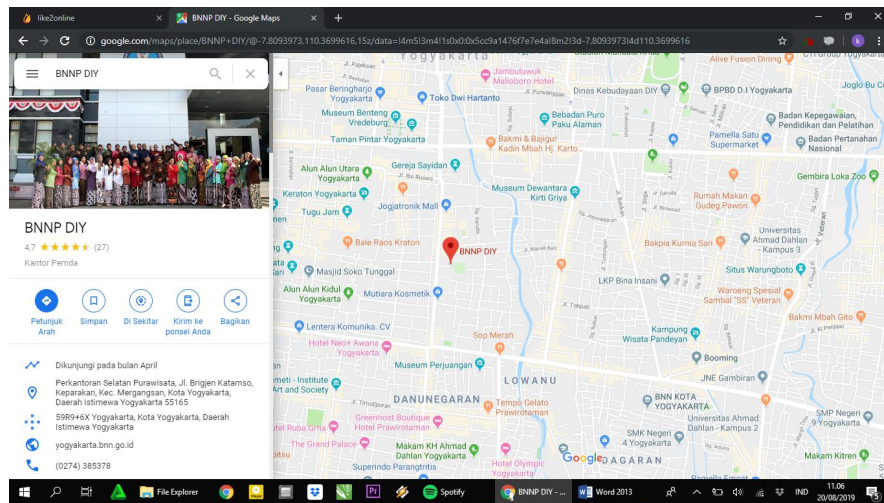 like2online
BNNP DIY - Google Maps
google.com/maps/place/BNNP+DIY/@-7.8093973,110.3699616,15z/data=!4m5!3m4!1s0x0:0x5cc9a1476f7e7e4a!8m2!3d-7.8093973!4d110.3699616
BNNP DIY
BNNP DIY
4,7
(27)
Kantor Pemda
Petunjuk Arah
Simpan
Di Sekitar
Kirim ke ponsel Anda
Bagikan
Dikunjungi pada bulan April
Perkantoran Selatan Purawisata, Jl. Brigjen Katamso,
Keparakan, Kec. Mergangsan, Kota Yogyakarta,
Daerah Istimewa Yogyakarta 55165
59R9+6X Yogyakarta, Kota Yogyakarta, Daerah
Istimewa Yogyakarta
yogyakarta.bnn.go.id
(0274) 385378
Yogyakarta
Jambuluwuk
Malioboro Hotel
Alive Fusion Dining
Pasar Beringharjo
Yogyakarta
Toko Dwi Hartanto
Dinas Kebudayaan DIY
BPBD D.I Yogyakarta
Museum Benteng
Vredeburg
Bebadan Puro
Paku Alaman
Badan Kepegawaian,
Pendidikan dan Pelatihan
Taman Pintar Yogyakarta
Bakmi & Bajigur
Kadin Mbah Hj. Karto
Pamella Satu
Supermarket
Badan Pertanahan
Nasional
Alun Alun Utara
Yogyakarta
Gereja Sayidan
Jl. Ibu Ruswo
Gembira Loka Zoo
Keraton Yogyakarta
Museum Dewantara
Kirti Griya
Tugu Jam
Jogjatronik Mall
Rumah Makan
Gudeg Pawon
Bale Raos Kraton
BNNP DIY
Bakpia Kurnia Sari
Universitas
Ahmad Dahlan
- Kampus 3
Jl. Veteran
Masjid Soko Tunggal
LKP Bina Insani
Situs Warungboto
Alun Alun Kidul
Yogyakarta
Mutiara Kosmetik
Waroeng Spesial
Sambal "SS" Veteran
Lentera Komunika. CV
Kampung
Wisata Pandeyan
Bakmi Mbah Gito
Hotel Neo+ Awana
Yogyakarta
Sop Merah
Museum Perjuangan
Booming
LOWANU
JNE Gambiran
DANUNEGARAN
Tempo Gelato
Prawirotaman
BNN KOTA
YOGYAKARTA
Greenhost Boutique
Hotel Prawirotaman
SMP Negeri
9 Yogyakarta
Universitas Ahmad
Dahlan - Kampus 2
The Grand Palace
Makam KH Ahmad
Dahlan Yogyakarta
SMK Negeri
4 Yogyakarta
Superindo Parangtritis
Hotel Olympic
Google
Makam Kitren
File Explorer
Spotify
BNNP DIY - ...
Word 2013
IND
11.06
20/08/2019